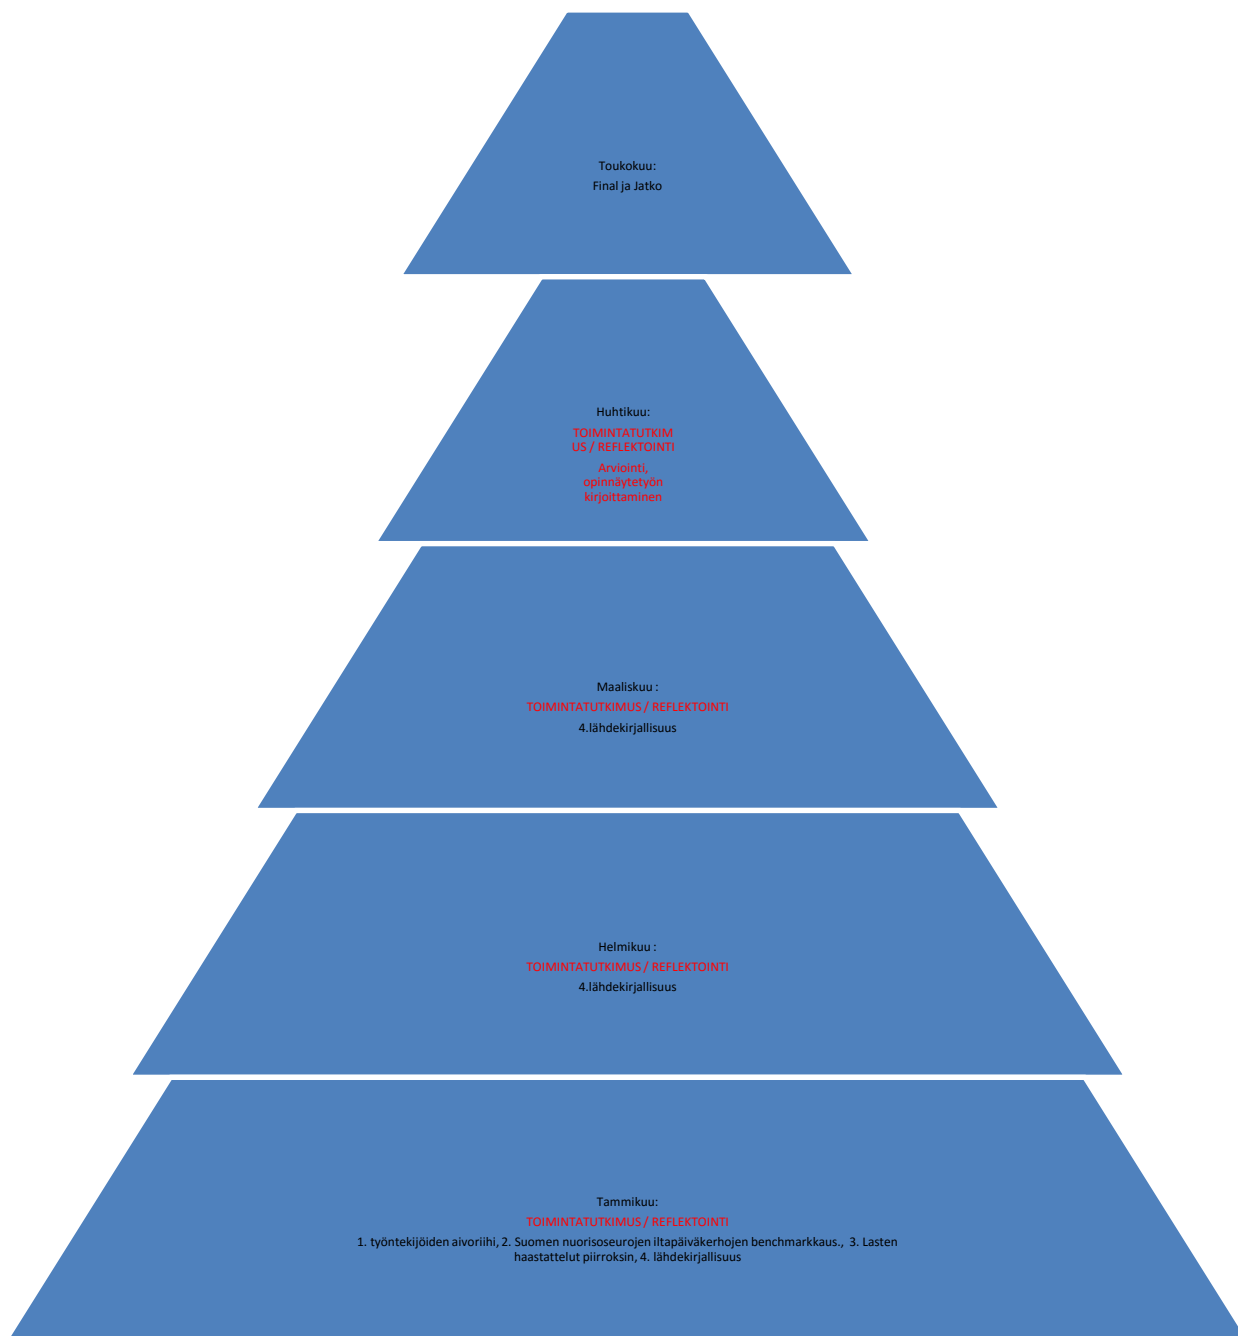 Toukokuu:
Final ja Jatko
Huhtikuu:
TOIMINTATUTKIM
US / REFLEKTOINTI
Arviointi,
opinnäytetyön
kirjoittaminen
Maaliskuu :
TOIMINTATUTKIMUS / REFLEKTOINTI
4.lähdekirjallisuus
Helmikuu :
TOIMINTATUTKIMUS / REFLEKTOINTI
4.lähdekirjallisuus
Tammikuu:
TOIMINTATUTKIMUS / REFLEKTOINTI
1. työntekijöiden aivoriihi, 2. Suomen nuorisoseurojen iltapäiväkerhojen benchmarkkaus., 3. Lasten
haastattelut piirroksin, 4. lähdekirjallisuus